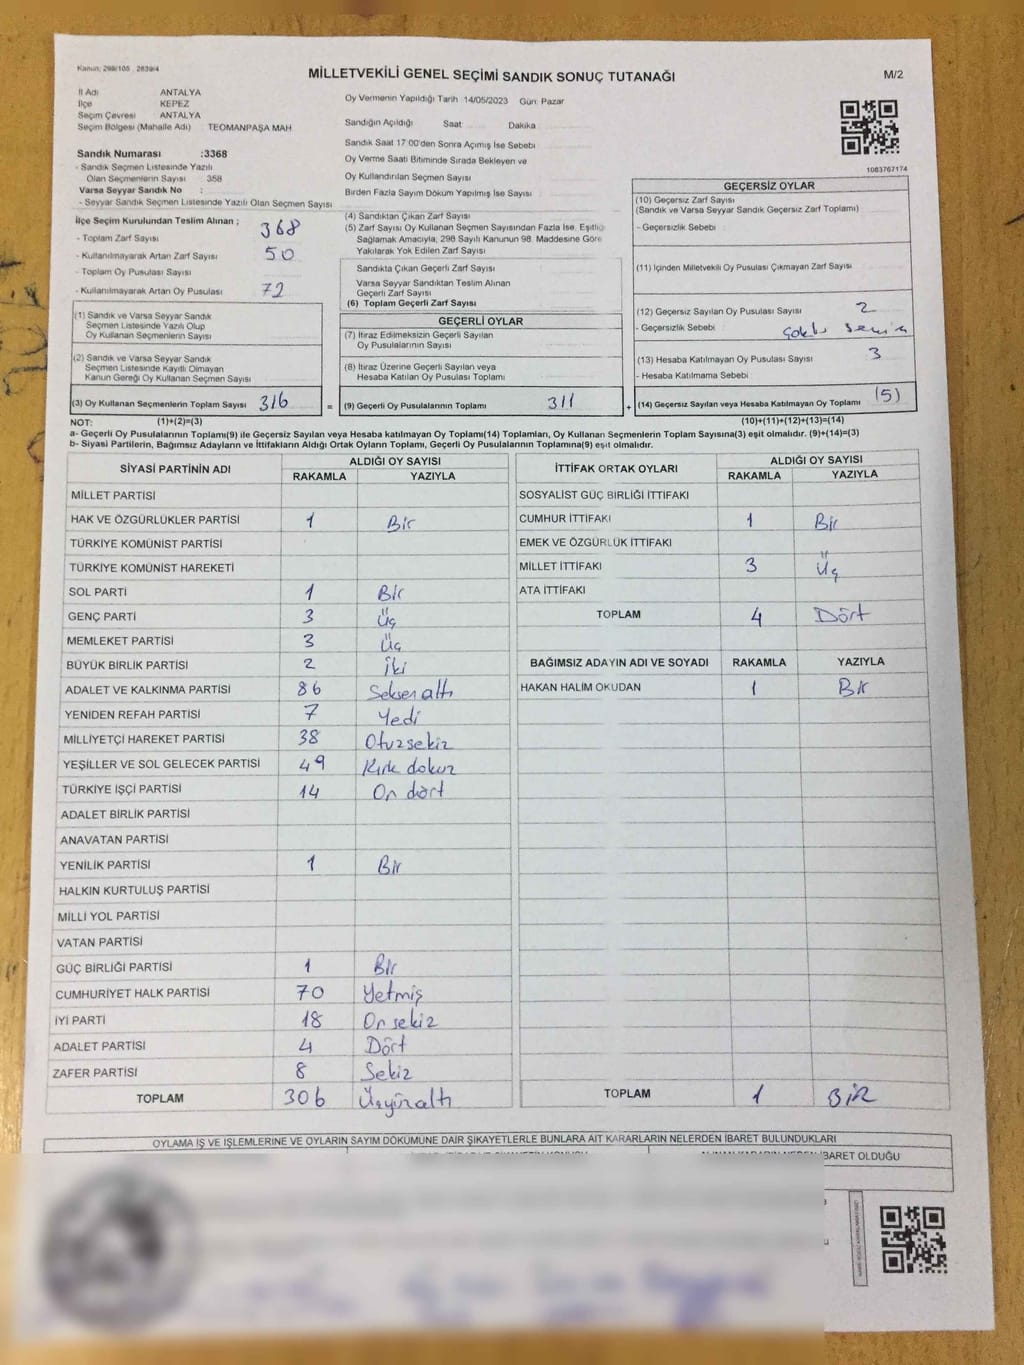 Kanun: 298/105 , 2839/4
MİLLETVEKİLİ GENEL SEÇİMİ SANDIK SONUÇ TUTANAĞI
M/2
İl Adı ANTALYA
İlçe KEPEZ
Seçim Çevresi ANTALYA
Seçim Bölgesi (Mahalle Adı) TEOMANPAŞA MAH
Sandık Numarası :3368
- Sandık Seçmen Listesinde Yazılı
Olan Seçmenlerin Sayısı 358
Varsa Seyyar Sandık No :
- Seyyar Sandık Seçmen Listesinde Yazılı Olan Seçmen Sayısı
Oy Vermenin Yapıldığı Tarih 14/05/2023 Gün: Pazar
Sandığın Açıldığı Saat Dakika
Sandık Saat 17:00'den Sonra Açımış İse Sebebi
Oy Verme Saati Bitiminde Sırada Bekleyen ve
Oy Kullandırılan Seçmen Sayısı
Birden Fazla Sayım Döküm Yapılmış İse Sayısı
1083767174
İlçe Seçim Kurulundan Teslim Alınan ;
- Toplam Zarf Sayısı 368
- Kullanılmayarak Artan Zarf Sayısı 50
- Toplam Oy Pusulası Sayısı
- Kullanılmayarak Artan Oy Pusulası 72
(1) Sandık ve Varsa Seyyar Sandık
Seçmen Listesinde Yazılı Olup
Oy Kullanan Seçmenlerin Sayısı
(2) Sandık ve Varsa Seyyar Sandık
Seçmen Listesinde Kayıtlı Olmayan
Kanun Gereği Oy Kullanan Seçmen Sayısı
(3) Oy Kullanan Seçmenlerin Toplam Sayısı 316
(4) Sandıktan Çıkan Zarf Sayısı
(5) Zarf Sayısı Oy Kullanan Seçmen Sayısından Fazla İse, Eşitliği
Sağlamak Amacıyla, 298 Sayılı Kanunun 98. Maddesine Göre
Yakılarak Yok Edilen Zarf Sayısı
Sandıkta Çıkan Geçerli Zarf Sayısı
Varsa Seyyar Sandıktan Teslim Alınan
Geçerli Zarf Sayısı
(6) Toplam Geçerli Zarf Sayısı
GEÇERLİ OYLAR
(7) İtiraz Edilmeksizin Geçerli Sayılan
Oy Pusulalarının Sayısı
(8) İtiraz Üzerine Geçerli Sayılan veya
Hesaba Katılan Oy Pusulası Toplamı
= (9) Geçerli Oy Pusulalarının Toplamı 311 +
GEÇERSİZ OYLAR
(10) Geçersiz Zarf Sayısı
(Sandık ve Varsa Seyyar Sandık Geçersiz Zarf Toplamı)
- Geçersizlik Sebebi :
(11) İçinden Milletvekili Oy Pusulası Çıkmayan Zarf Sayısı
(12) Geçersiz Sayılan Oy Pusulası Sayısı 2
- Geçersizlik Sebebi :
(13) Hesaba Katılmayan Oy Pusulası Sayısı 3
- Hesaba Katılmama Sebebi :
(14) Geçersiz Sayılan veya Hesaba Katılmayan Oy Toplamı (5)
NOT: (1)+(2)=(3) (10)+(11)+(12)+(13)=(14)
a- Geçerli Oy Pusulalarının Toplamı(9) ile Geçersiz Sayılan veya Hesaba katılmayan Oy Toplamı(14) Toplamları, Oy Kullanan Seçmenlerin Toplam Sayısına(3) eşit olmalıdır. (9)+(14)=(3)
b- Siyasi Partilerin, Bağımsız Adayların ve İttifakların Aldığı Ortak Oyların Toplamı, Geçerli Oy Pusulalarının Toplamına(9) eşit olmalıdır.
SİYASİ PARTİNİN ADI ALDIĞI OY SAYISI
RAKAMLA YAZIYLA
MİLLET PARTİSİ
HAK VE ÖZGÜRLÜKLER PARTİSİ 1 Bir
TÜRKİYE KOMÜNİST PARTİSİ
TÜRKİYE KOMÜNİST HAREKETİ
SOL PARTİ 1 Bir
GENÇ PARTİ 3 Üç
MEMLEKET PARTİSİ 3 Üç
BÜYÜK BİRLİK PARTİSİ 2 İki
ADALET VE KALKINMA PARTİSİ 86 Seksenaltı
YENİDEN REFAH PARTİSİ 7 Yedi
MİLLİYETÇİ HAREKET PARTİSİ 38 Otuzsekiz
YEŞİLLER VE SOL GELECEK PARTİSİ 49 Kırk dokuz
TÜRKİYE İŞÇİ PARTİSİ 14 On dört
ADALET BİRLİK PARTİSİ
ANAVATAN PARTİSİ
YENİLİK PARTİSİ 1 Bir
HALKIN KURTULUŞ PARTİSİ
MİLLİ YOL PARTİSİ
VATAN PARTİSİ
GÜÇ BİRLİĞİ PARTİSİ 1 Bir
CUMHURİYET HALK PARTİSİ 70 Yetmiş
İYİ PARTİ 18 On sekiz
ADALET PARTİSİ 4 Dört
ZAFER PARTİSİ 8 Sekiz
TOPLAM 306 Üçyüzaltı
İTTİFAK ORTAK OYLARI ALDIĞI OY SAYISI
RAKAMLA YAZIYLA
SOSYALİST GÜÇ BİRLİĞİ İTTİFAKI
CUMHUR İTTİFAKI 1 Bir
EMEK VE ÖZGÜRLÜK İTTİFAKI
MİLLET İTTİFAKI 3 Üç
ATA İTTİFAKI
TOPLAM 4 Dört
BAĞIMSIZ ADAYIN ADI VE SOYADI RAKAMLA YAZIYLA
HAKAN HALİM OKUDAN 1 Bir
TOPLAM 1 BİR
OYLAMA İŞ VE İŞLEMLERİNE VE OYLARIN SAYIM DÖKÜMÜNE DAİR ŞİKAYETLERLE BUNLARA AİT KARARLARIN NELERDEN İBARET BULUNDUKLARI
İBARET OLDUĞU